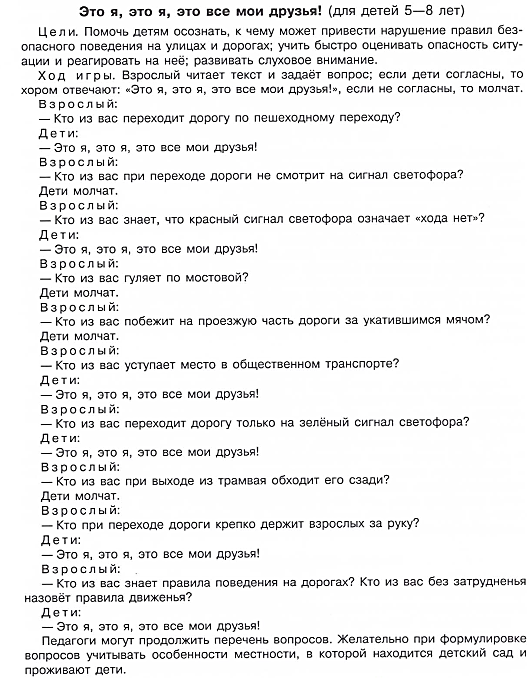 Это я, это я, это все мои друзья! (для детей 5—8 лет)
Цели. Помочь детям осознать, к чему может привести нарушение правил без-
опасного поведения на улицах и дорогах; учить быстро оценивать опасность ситу-
ации и реагировать на неё; развивать слуховое внимание.
Ход игры. Взрослый читает текст и задаёт вопрос; если дети согласны, то
хором отвечают: «Это я, это я, это все мои друзья!», если не согласны, то молчат.
Взрослый:
— Кто из вас переходит дорогу по пешеходному переходу?
Дети:
— Это я, это я, это все мои друзья!
Взрослый:
— Кто из вас при переходе дороги не смотрит на сигнал светофора?
Дети молчат.
Взрослый:
— Кто из вас знает, что красный сигнал светофора означает «хода нет»?
Дети:
— Это я, это я, это все мои друзья!
Взрослый:
— Кто из вас гуляет по мостовой?
Дети молчат.
Взрослый:
— Кто из вас побежит на проезжую часть дороги за укатившимся мячом?
Дети молчат.
Взрослый:
— Кто из вас уступает место в общественном транспорте?
Дети:
— Это я, это я, это все мои друзья!
Взрослый:
— Кто из вас переходит дорогу только на зелёный сигнал светофора?
Дети:
— Это я, это я, это все мои друзья!
Взрослый:
— Кто из вас при выходе из трамвая обходит его сзади?
Дети молчат.
Взрослый:
— Кто при переходе дороги крепко держит взрослых за руку?
Дети:
— Это я, это я, это все мои друзья!
Взрослый:
— Кто из вас знает правила поведения на дорогах? Кто из вас без затрудненья
назовёт правила движенья?
Дети:
— Это я, это я, это все мои друзья!
Педагоги могут продолжить перечень вопросов. Желательно при формулировке
вопросов учитывать особенности местности, в которой находится детский сад и
проживают дети.